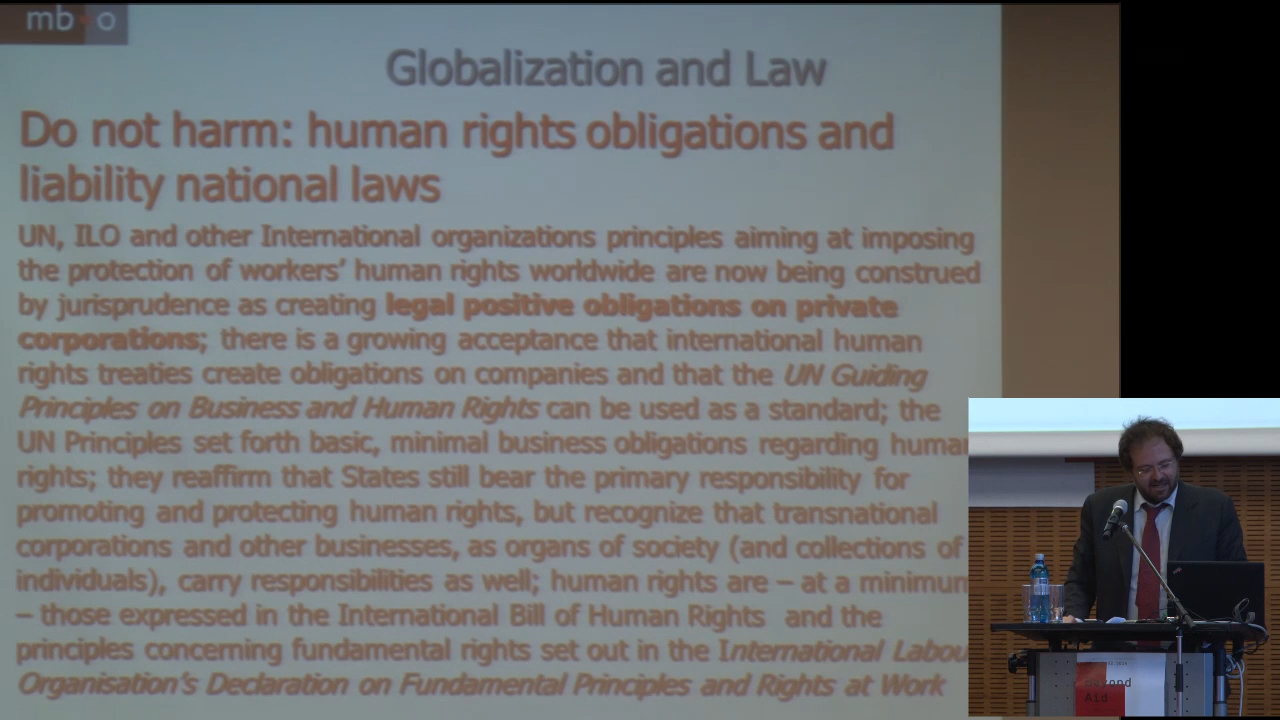 mb o
Globalization and Law
Do not harm: human rights obligations and
liability national laws
UN, ILO and other International organizations principles aiming at imposing
the protection of workers’ human rights worldwide are now being construed
by jurisprudence as creating legal positive obligations on private
corporations; there is a growing acceptance that international human
rights treaties create obligations on companies and that the UN Guiding
Principles on Business and Human Rights can be used as a standard; the
UN Principles set forth basic, minimal business obligations regarding human
rights; they reaffirm that States still bear the primary responsibility for
promoting and protecting human rights, but recognize that transnational
corporations and other businesses, as organs of society (and collections of
individuals), carry responsibilities as well; human rights are – at a minimum
– those expressed in the International Bill of Human Rights and the
principles concerning fundamental rights set out in the International Labou
Organisation’s Declaration on Fundamental Principles and Rights at Work
Beyond
Aid